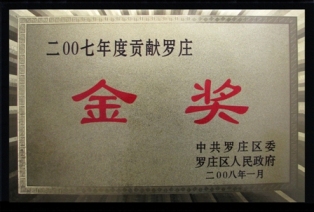 二00七年度贡献罗庄
金奖
中共罗庄区委
罗庄区人民政府
二00八年一月